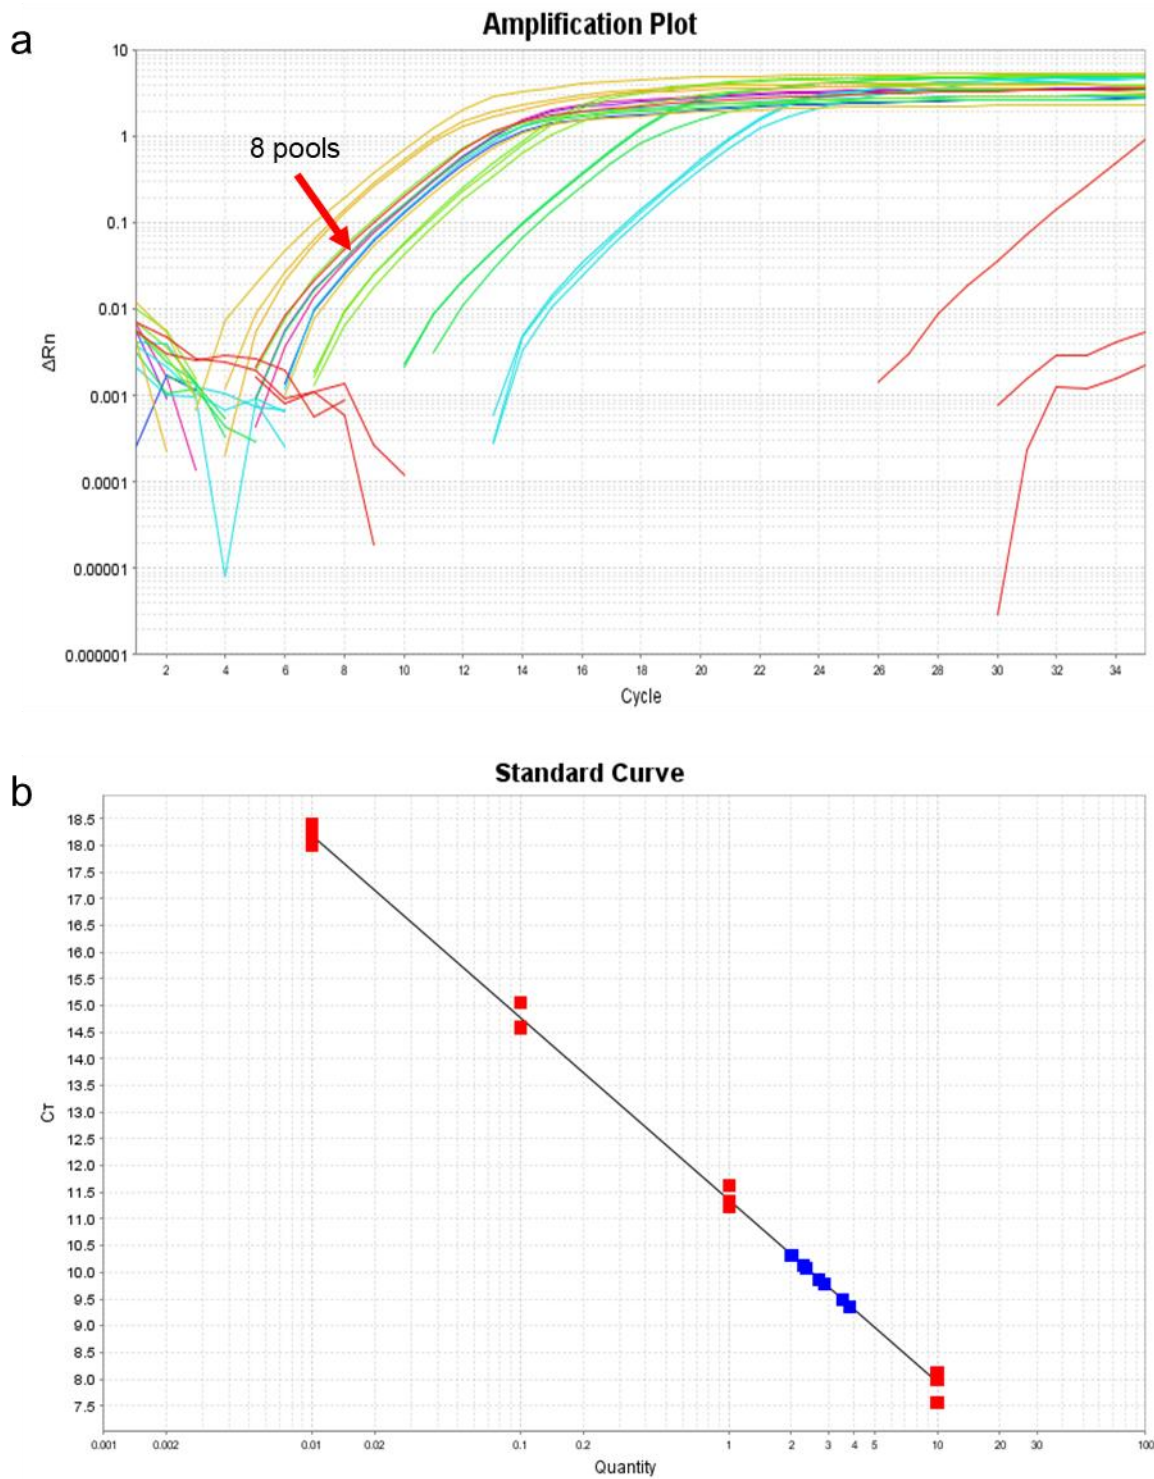 a
Amplification Plot
8 pools
10
1
0.1
0.01
0.001
0.0001
0.00001
0.000001
ΔRn
2 4 6 8 10 12 14 16 18 20 22 24 26 28 30 32 34
Cycle
b
Standard Curve
18.5
18.0
17.5
17.0
16.5
16.0
15.5
15.0
14.5
14.0
13.5
13.0
12.5
12.0
11.5
11.0
10.5
10.0
9.5
9.0
8.5
8.0
7.5
Cт
0.001 0.002 0.01 0.02 0.1 0.2 1 2 3 4 5 10 20 30 100
Quantity